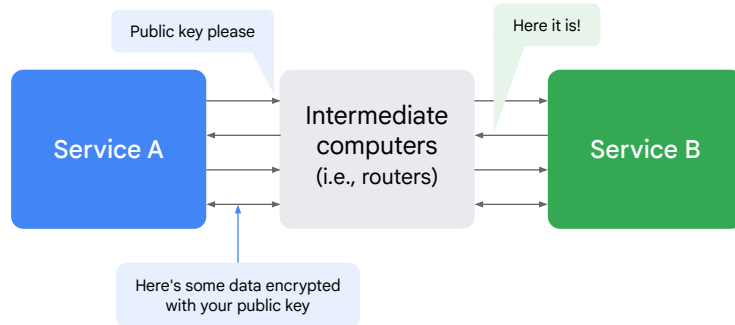 Public key please
Here it is!
Service A
Intermediate
computers
(i.e., routers)
Service B
Here's some data encrypted
with your public key